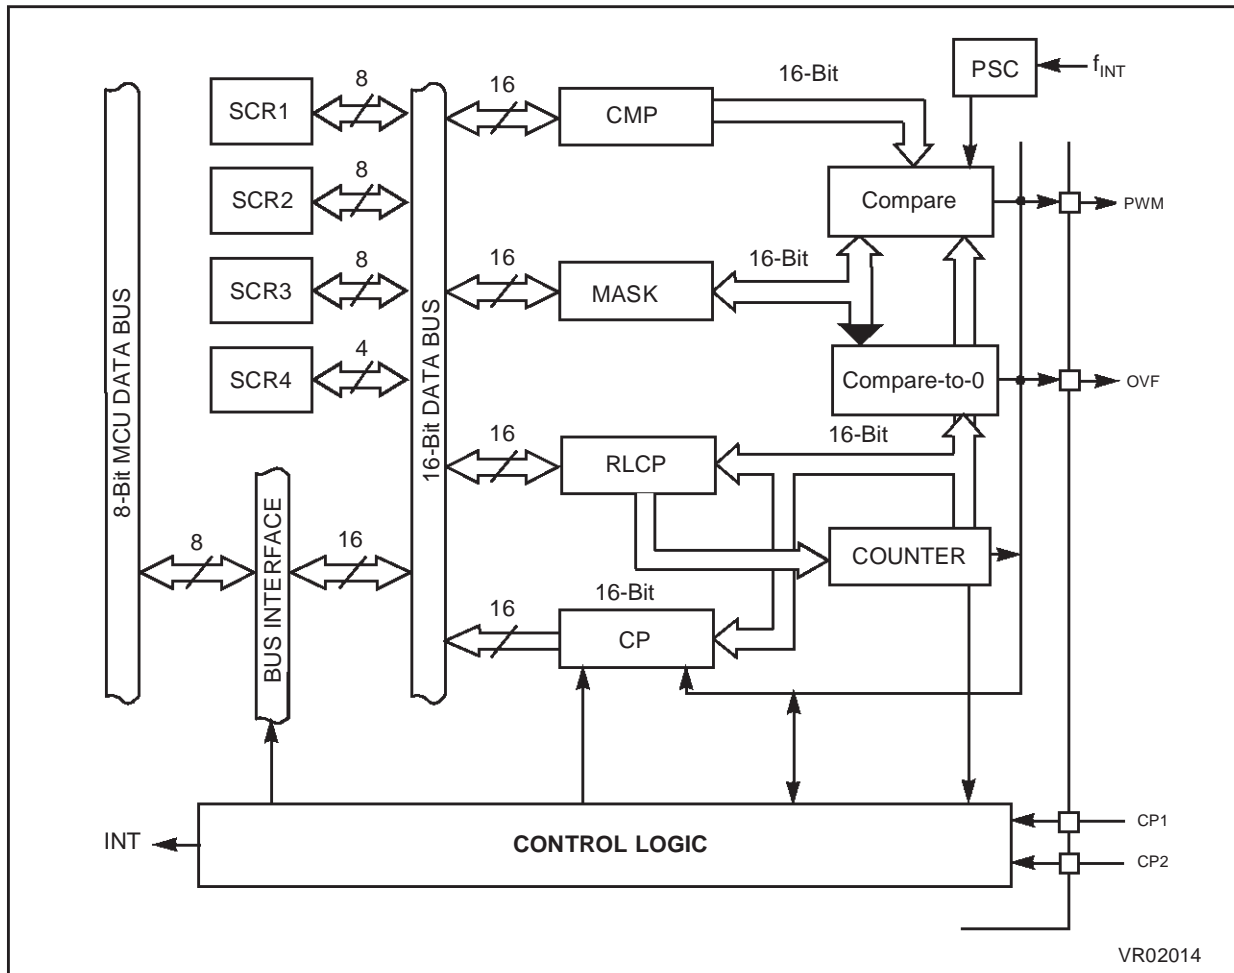 16-Bit
PSC
fINT
8
16
SCR1
CMP
8
SCR2
Compare
PWM
8
16
16-Bit
SCR3
MASK
4
SCR4
Compare-to-0
OVF
8-Bit MCU DATA BUS
16-Bit DATA BUS
16
16-Bit
RLCP
BUS INTERFACE
8
16
COUNTER
16
16-Bit
CP
CP1
INT
CONTROL LOGIC
CP2
VR02014